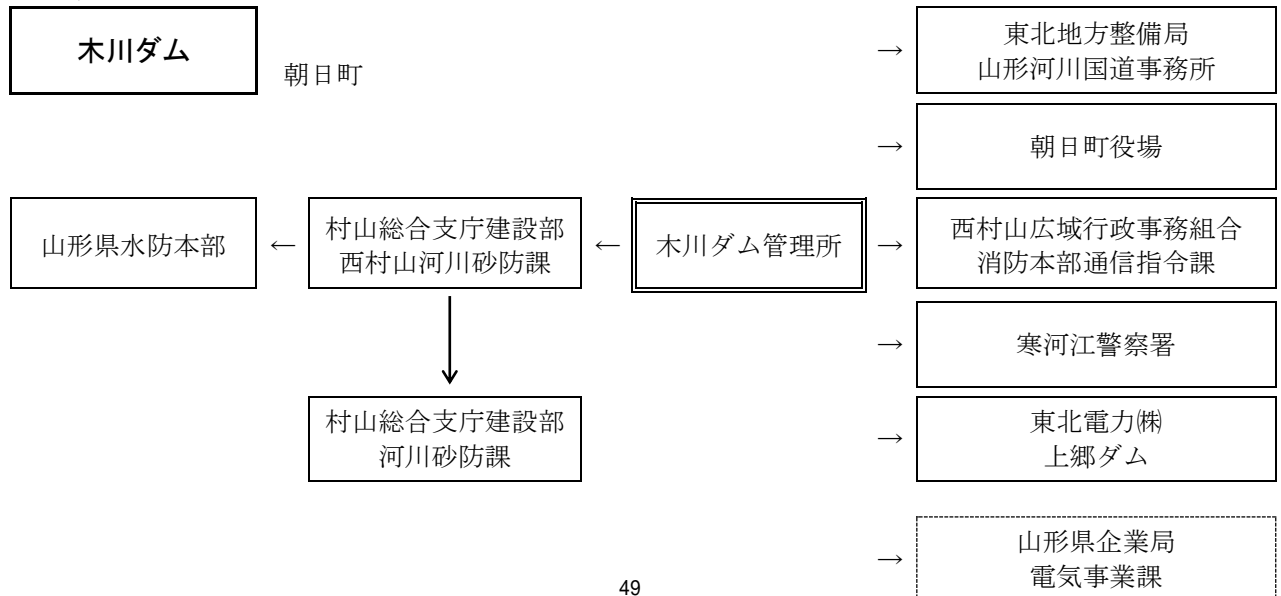 木川ダム
朝日町
→
東北地方整備局
山形河川国道事務所
→
朝日町役場
山形県水防本部
←
村山総合支庁建設部
西村山河川砂防課
←
木川ダム管理所
→
西村山広域行政事務組合
消防本部通信指令課
→
寒河江警察署
村山総合支庁建設部
河川砂防課
→
東北電力㈱
上郷ダム
→
山形県企業局
電気事業課
49